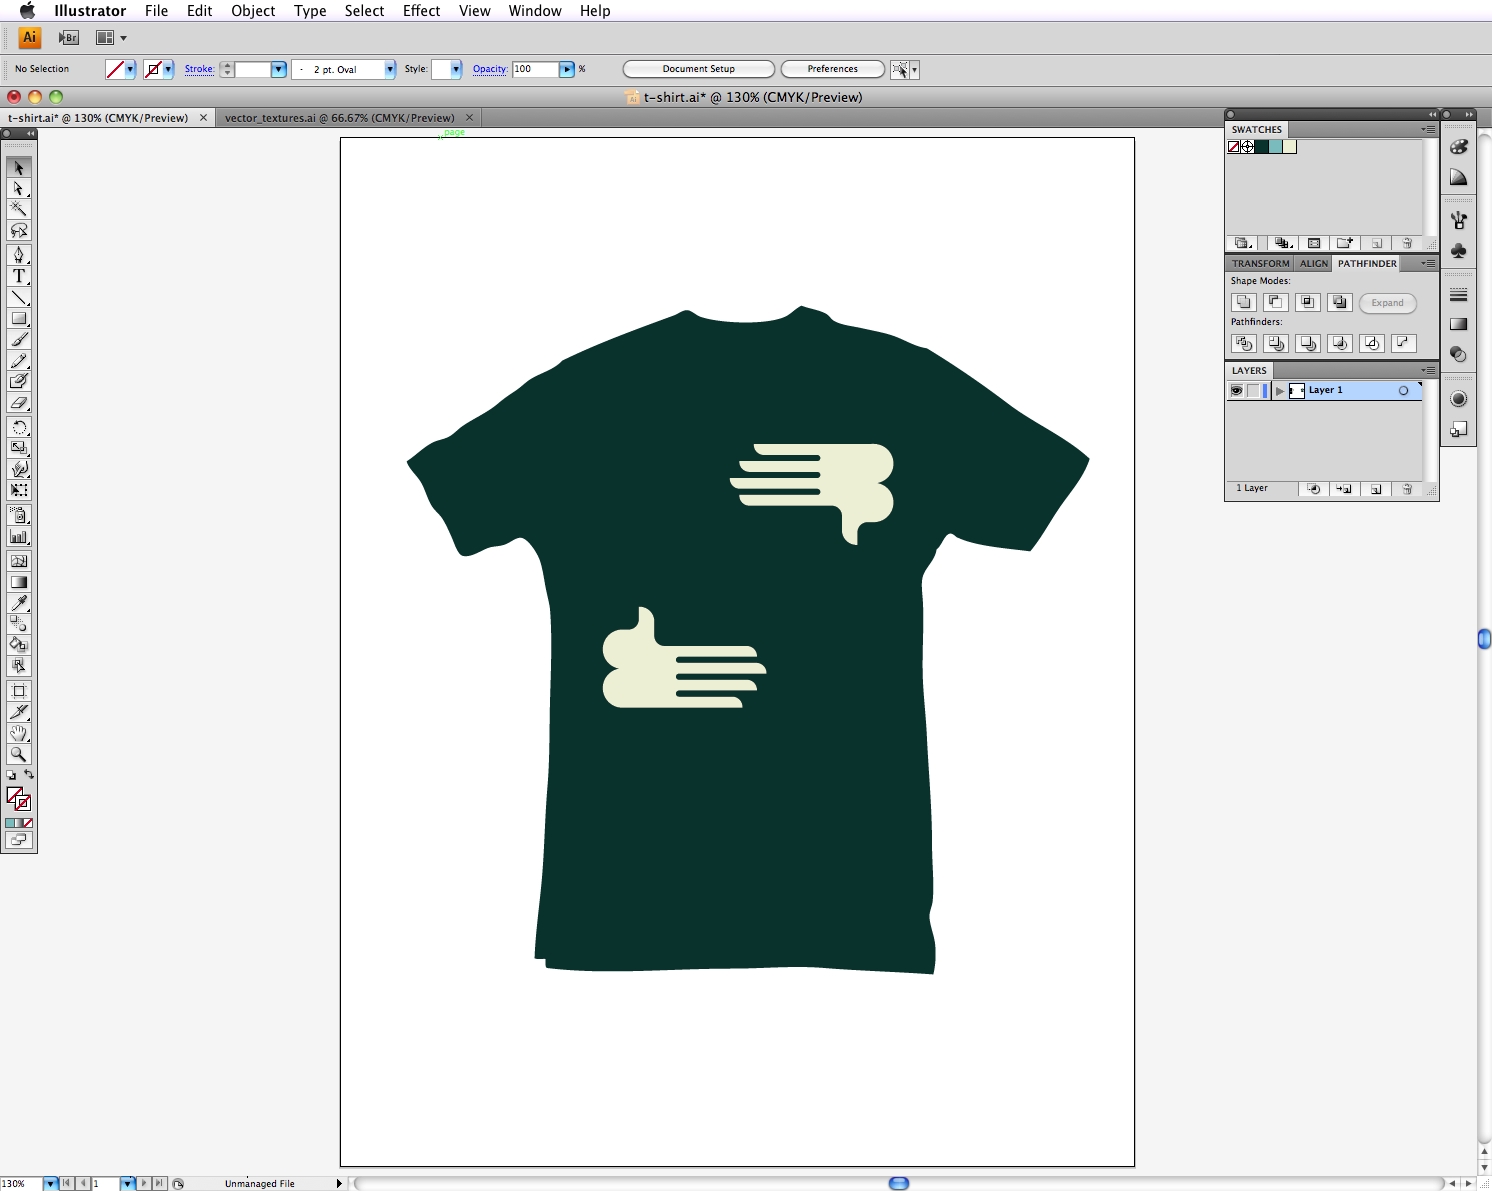 Illustrator File Edit Object Type Select Effect View Window Help
Ai Br
No Selection Stroke: 2 pt. Oval Style: Opacity: 100 % Document Setup Preferences
t-shirt.ai* @ 130% (CMYK/Preview)
t-shirt.ai* @ 130% (CMYK/Preview) vector_textures.ai @ 66.67% (CMYK/Preview)
page
SWATCHES
TRANSFORM ALIGN PATHFINDER
Shape Modes:
Expand
Pathfinders:
LAYERS
Layer 1
1 Layer
T
130% 1 Unmanaged File